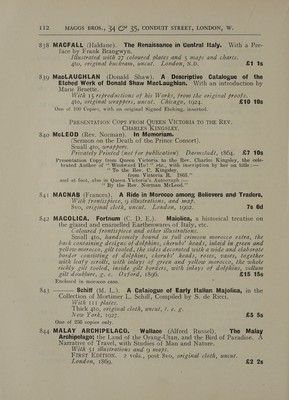 112 MAGGS BROS., 34 & 35, CONDUIT STREET, LONDON, W.
838 MACFALL (Haldane). The Renaissance in Central Italy. With a Pre-
face by Frank Brangwyn.
Illustrated with 27 coloured plates and 5 maps and charts.
4to, original buckram, uncut. London, N.D. £1 1s
839 MacLAUGHLAN (Donald Shaw). A Descriptive Catalogue of the
Etched Work of Donald Shaw MacLaughlan. With an introduction by
Marie Bruette.
With 15 reproductions of his Works, from the original proofs.
4to, original wrappers, uncut. Chicago, 1924. £10 10s
One of 100 Copies, with an original Signed Etching, inserted.
PRESENTATION COPY FROM QUEEN VICTORIA TO THE REV.
CHARLES KINGSLEY.
840 McLEOD (Rev. Norman). In Memoriam.
(Sermon on the Death of the Prince Consort).
Small 4to, wrappers.
Privately Printed (not for publication). Darmstadt, 1864. £7 10s
Presentation Copy from Queen Victoria to the Rev. Charles Kingsley, the cele-
brated Author of "Westward Ho!" etc., with inscription by her on title:—
"To the Rev. C. Kingsley,
from Victoria R. 1865."
and at foot, also in Queen Victoria's Autograph:—
"By the Rev. Norman McLeod."
841 MACNAB (Frances). A Ride in Morocco among Believers and Traders.
With frontispiece, 13 illustrations, and map.
8vo, original cloth, uncut. London, 1902. 7s 6d
842 MACOLICA. Fortnum (C. D. E.). Maiolica, a historical treatise on
the glazed and enamelled Earthenwares of Italy, etc.
Coloured frontispiece and other illustrations.
Small 4to, handsomely bound in full crimson morocco extra, the
back containing designs of dolphins, cherubs' heads, inlaid in green and
yellow morocco, gilt tooled, the sides decorated with a wide and elaborate
border consisting of dolphins, cherubs' heads, roses, vases, together
with leafy scrolls, with inlays of green and yellow morocco, the whole
richly gilt tooled, inside gilt borders, with inlays of dolphins, yellow
gilt doublure, g. e. Oxford, 1896. £15 15s
Enclosed in morocco case.
843 —— Schiff (M. L.). A Catalogue of Early Italian Majolica, in the
Collection of Mortimer L. Schiff, Compiled by S. de Ricci.
With 111 plates.
Thick 4to, original cloth, uncut, t. e. g.
New York, 1927. £5 5s
One of 206 copies only.
844 MALAY ARCHIPELAGO. Wallace (Alfred Russel). The Malay
Archipelago; the Land of the Orang-Utan, and the Bird of Paradise. A
Narrative of Travel, with Studies of Man and Nature.
With 51 illustrations and 9 maps.
FIRST EDITION. 2 vols., post 8vo, original cloth, uncut.
London, 1869. £2 2s